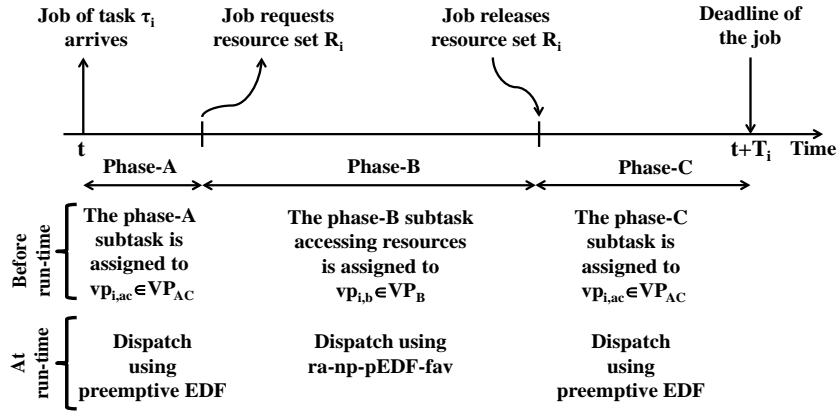 Job of task τi
arrives
Job requests
resource set Ri
Job releases
resource set Ri
Deadline of
the job
t
t+Ti
Time
Phase-A
Phase-B
Phase-C
Before
run-time
The phase-A
subtask is
assigned to
vpi,ac∈VPAC
The phase-B subtask
accessing resources
is assigned to
vpi,b∈VPB
The phase-C
subtask is
assigned to
vpi,ac∈VPAC
At
run-time
Dispatch
using
preemptive EDF
Dispatch using
ra-np-pEDF-fav
Dispatch
using
preemptive EDF